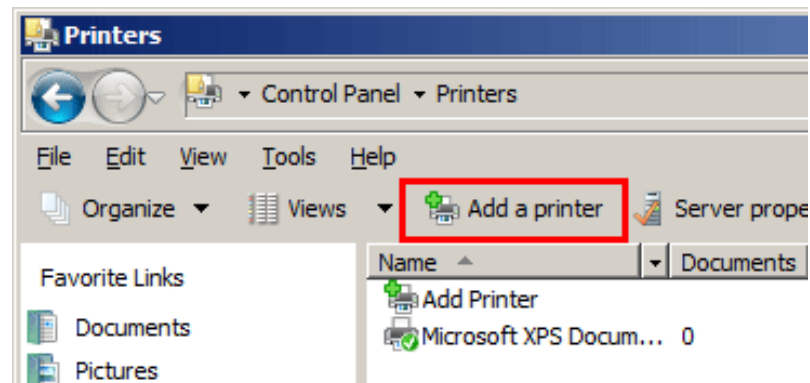 Printers
Control Panel Printers
File Edit View Tools Help
Organize Views Add a printer Server prope
Favorite Links
Name Documents
Add Printer
Documents
Microsoft XPS Docum... 0
Pictures